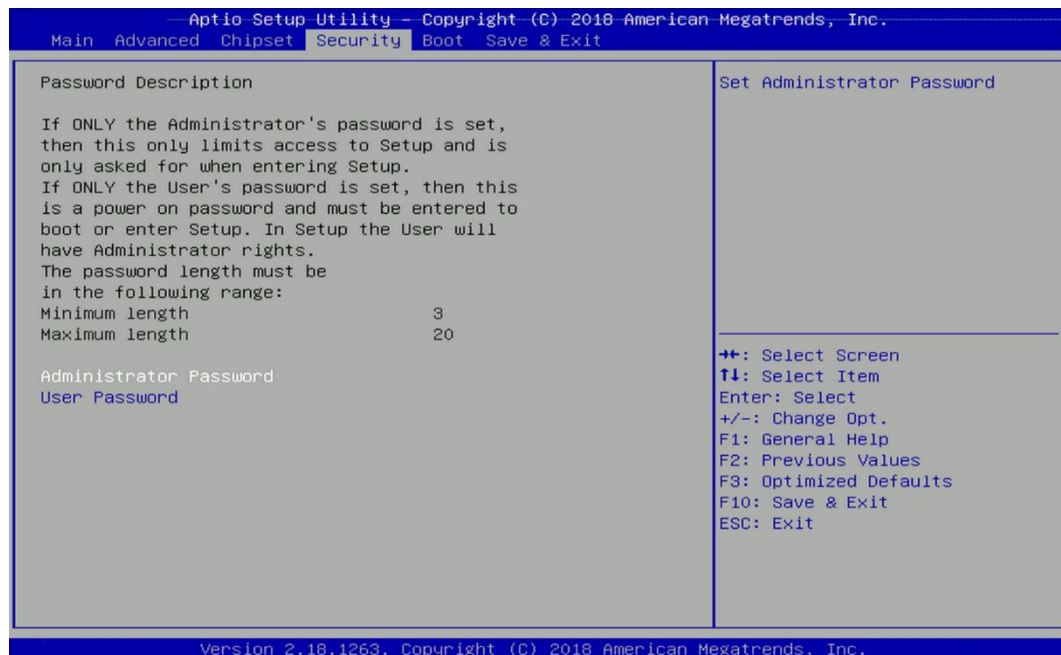 Aptio Setup Utility – Copyright (C) 2018 American Megatrends, Inc.
Main Advanced Chipset Security Boot Save & Exit
Password Description
If ONLY the Administrator's password is set,
then this only limits access to Setup and is
only asked for when entering Setup.
If ONLY the User's password is set, then this
is a power on password and must be entered to
boot or enter Setup. In Setup the User will
have Administrator rights.
The password length must be
in the following range:
Minimum length 3
Maximum length 20
Administrator Password
User Password
Set Administrator Password
→←: Select Screen
↑↓: Select Item
Enter: Select
+/-: Change Opt.
F1: General Help
F2: Previous Values
F3: Optimized Defaults
F10: Save & Exit
ESC: Exit
Version 2.18.1263. Copyright (C) 2018 American Megatrends, Inc.